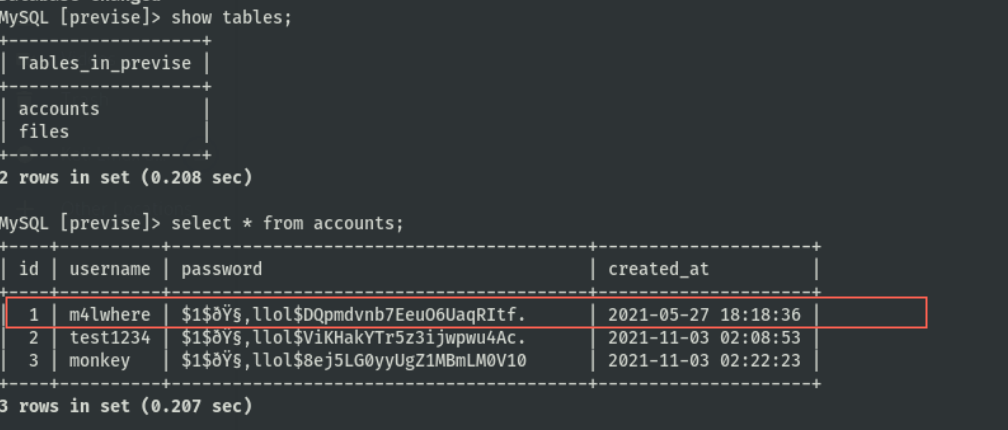 MySQL [previse]> show tables;
+-------------------+
| Tables_in_previse |
+-------------------+
| accounts          |
| files             |
+-------------------+
2 rows in set (0.208 sec)
MySQL [previse]> select * from accounts;
+----+----------+------------------------------------+---------------------+
| id | username | password                           | created_at          |
+----+----------+------------------------------------+---------------------+
|  1 | m4lwhere | $1$ðŸ§‚llol$DQpmdvnb7EeuO6UaqRItf. | 2021-05-27 18:18:36 |
|  2 | test1234 | $1$ðŸ§‚llol$ViKHakYTr5z3ijwpwu4Ac. | 2021-11-03 02:08:53 |
|  3 | monkey   | $1$ðŸ§‚llol$8ej5LG0yyUgZ1MBmLM0V10 | 2021-11-03 02:22:23 |
+----+----------+------------------------------------+---------------------+
3 rows in set (0.207 sec)